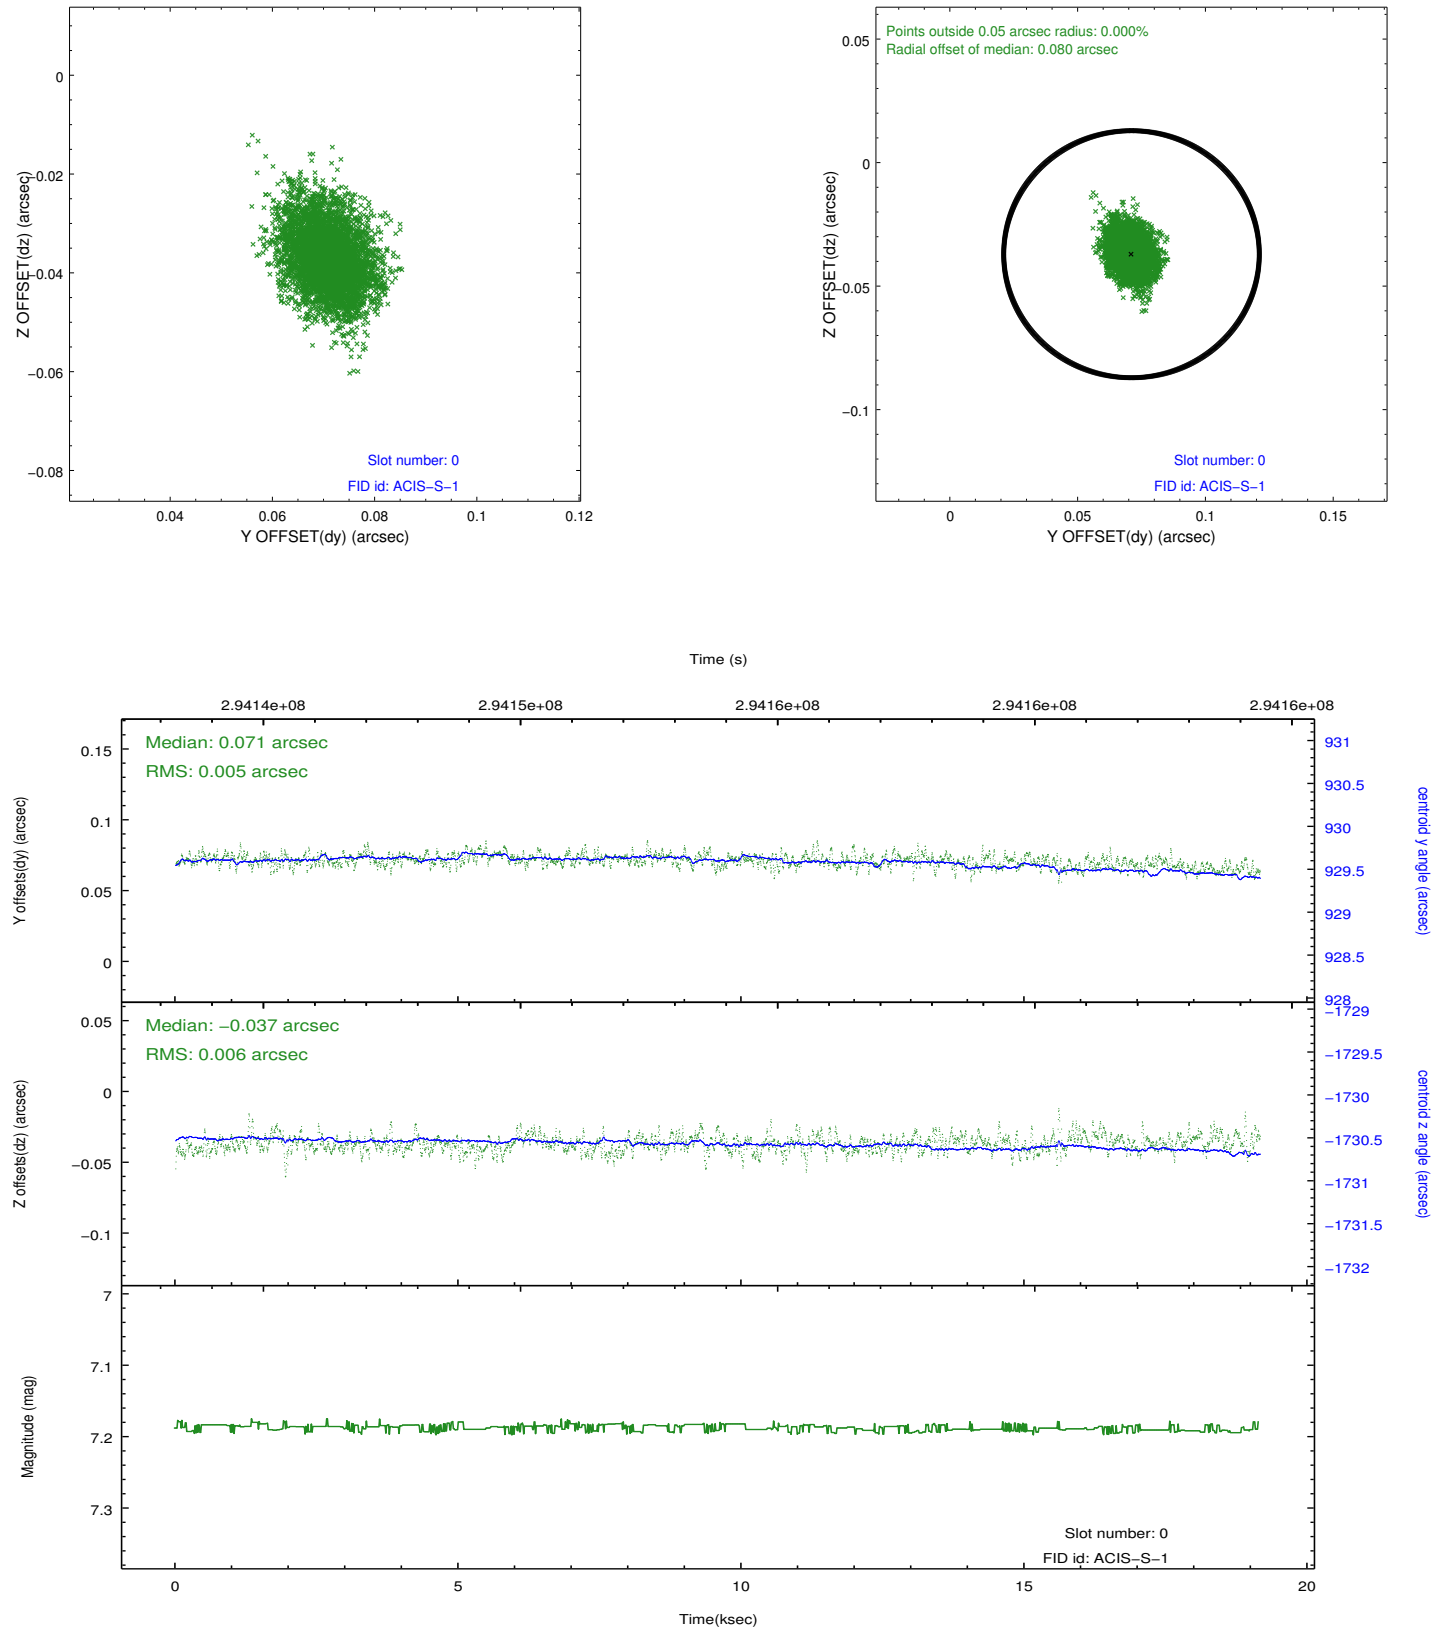 0
−0.02
−0.04
−0.06
−0.08
Z OFFSET(dz) (arcsec)
Slot number: 0
FID id: ACIS−S−1
0.04 0.06 0.08 0.1 0.12
Y OFFSET(dy) (arcsec)
Points outside 0.05 arcsec radius: 0.000%
Radial offset of median: 0.080 arcsec
0.05
0
−0.05
−0.1
Z OFFSET(dz) (arcsec)
Slot number: 0
FID id: ACIS−S−1
0 0.05 0.1 0.15
Y OFFSET(dy) (arcsec)
Time (s)
2.9414e+08 2.9415e+08 2.9416e+08 2.9416e+08 2.9416e+08
Median: 0.071 arcsec
RMS: 0.005 arcsec
0.15
0.1
0.05
0
Y offsets(dy) (arcsec)
931
930.5
930
929.5
929
928.5
928
centroid y angle (arcsec)
Median: −0.037 arcsec
RMS: 0.006 arcsec
0.05
0
−0.05
−0.1
Z offsets(dz) (arcsec)
−1729
−1729.5
−1730
−1730.5
−1731
−1731.5
−1732
centroid z angle (arcsec)
7
7.1
7.2
7.3
Magnitude (mag)
Slot number: 0
FID id: ACIS−S−1
0 5 10 15 20
Time(ksec)